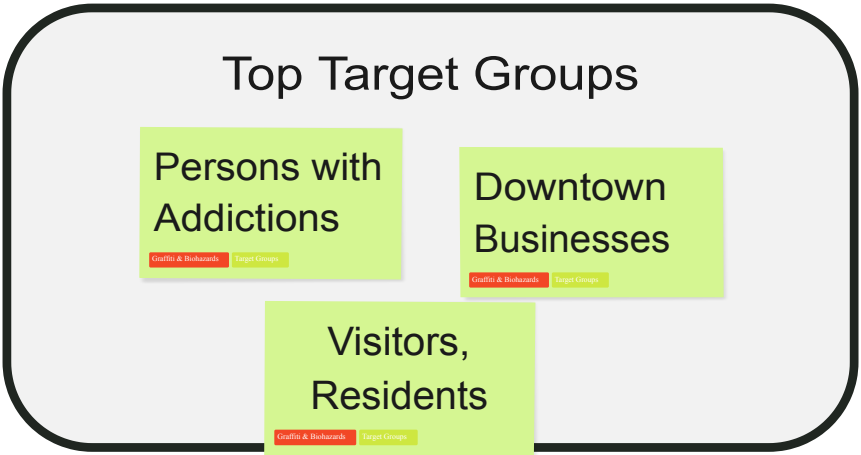 Top Target Groups
Persons with
Addictions
Graffiti & Biohazards Target Groups
Downtown
Businesses
Graffiti & Biohazards Target Groups
Visitors,
Residents
Graffiti & Biohazards Target Groups